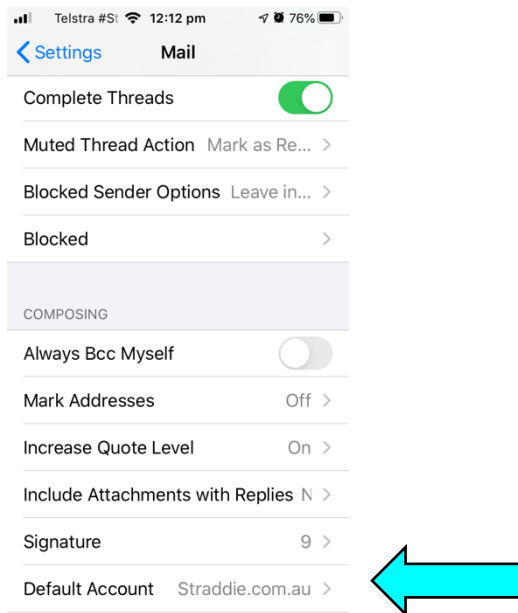 Telstra #St 12:12 pm 76%
Settings Mail
Complete Threads
Muted Thread Action Mark as Re... >
Blocked Sender Options Leave in... >
Blocked >
COMPOSING
Always Bcc Myself
Mark Addresses Off >
Increase Quote Level On >
Include Attachments with Replies N >
Signature 9 >
Default Account Straddie.com.au >